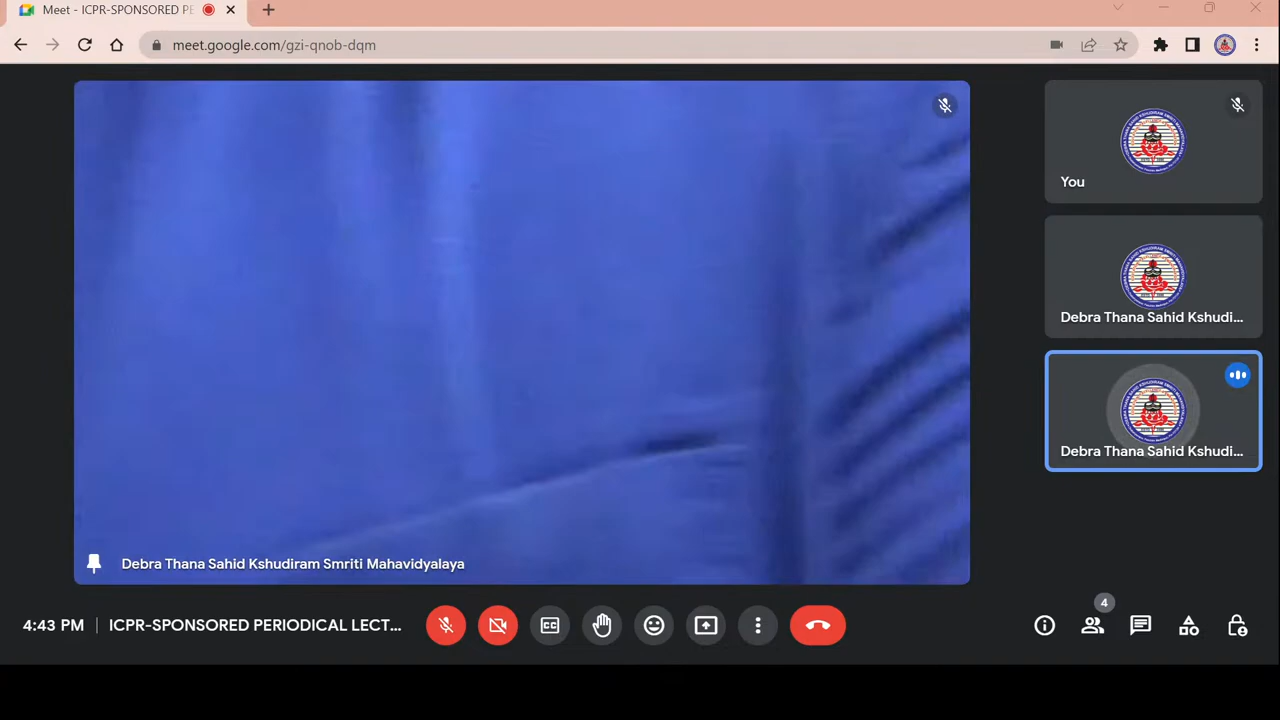 Meet - ICPR-SPONSORED PE
meet.google.com/gzi-qnob-dqm
You
Debra Thana Sahid Kshudi...
Debra Thana Sahid Kshudi...
Debra Thana Sahid Kshudiram Smriti Mahavidyalaya
4
4:43 PM | ICPR-SPONSORED PERIODICAL LECT...
CC